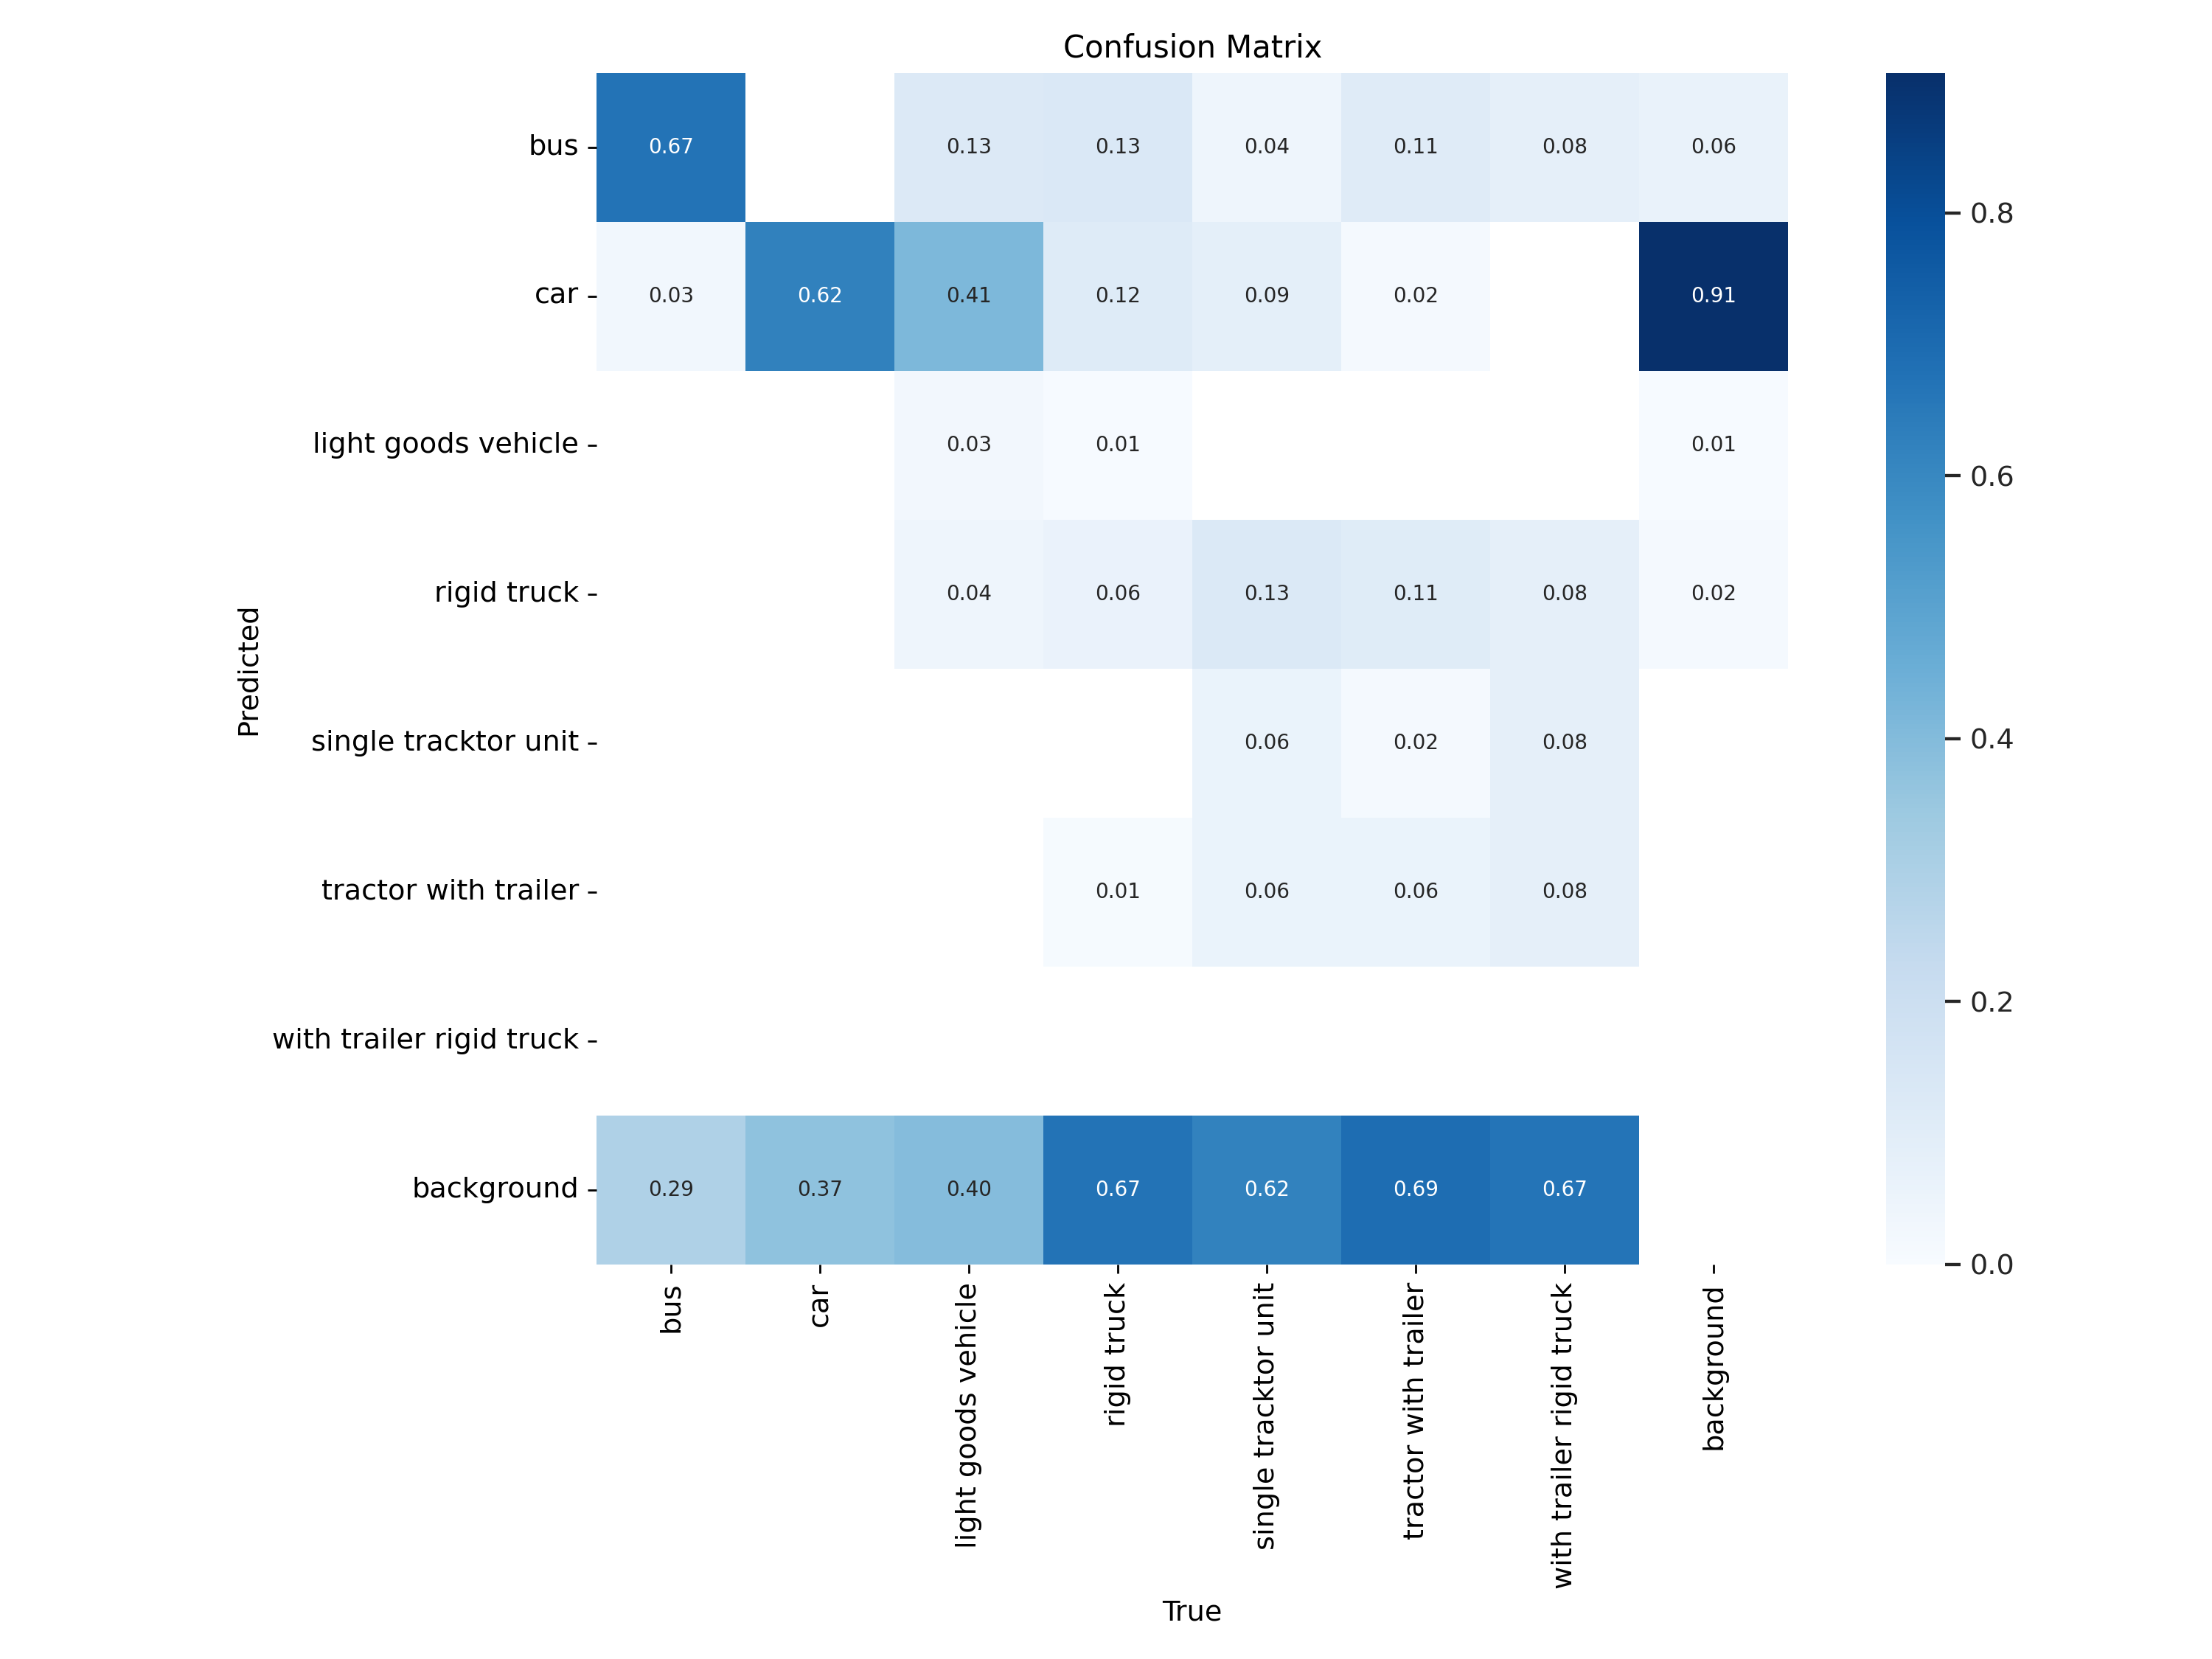 Confusion Matrix
bus 0.67 0.13 0.13 0.04 0.11 0.08 0.06
car 0.03 0.62 0.41 0.12 0.09 0.02 0.91
light goods vehicle 0.03 0.01 0.01
rigid truck 0.04 0.06 0.13 0.11 0.08 0.02
single tracktor unit 0.06 0.02 0.08
tractor with trailer 0.01 0.06 0.06 0.08
with trailer rigid truck
background 0.29 0.37 0.40 0.67 0.62 0.69 0.67
Predicted
bus
car
light goods vehicle
rigid truck
single tracktor unit
tractor with trailer
with trailer rigid truck
background
True
0.8
0.6
0.4
0.2
0.0